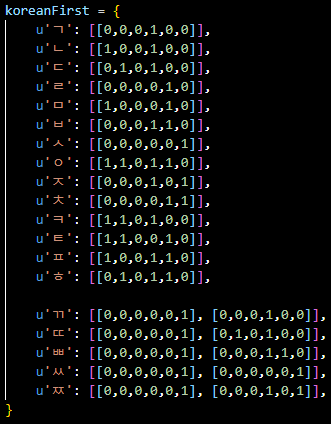 koreanFirst = {
u'ㄱ': [[0,0,0,1,0,0]],
u'ㄴ': [[1,0,0,1,0,0]],
u'ㄷ': [[0,1,0,1,0,0]],
u'ㄹ': [[0,0,0,0,1,0]],
u'ㅁ': [[1,0,0,0,1,0]],
u'ㅂ': [[0,0,0,1,1,0]],
u'ㅅ': [[0,0,0,0,0,1]],
u'ㅇ': [[1,1,0,1,1,0]],
u'ㅈ': [[0,0,0,1,0,1]],
u'ㅊ': [[0,0,0,0,1,1]],
u'ㅋ': [[1,1,0,1,0,0]],
u'ㅌ': [[1,1,0,0,1,0]],
u'ㅍ': [[1,0,0,1,1,0]],
u'ㅎ': [[0,1,0,1,1,0]],
u'ㄲ': [[0,0,0,0,0,1], [0,0,0,1,0,0]],
u'ㄸ': [[0,0,0,0,0,1], [0,1,0,1,0,0]],
u'ㅃ': [[0,0,0,0,0,1], [0,0,0,1,1,0]],
u'ㅆ': [[0,0,0,0,0,1], [0,0,0,0,0,1]],
u'ㅉ': [[0,0,0,0,0,1], [0,0,0,1,0,1]],
}